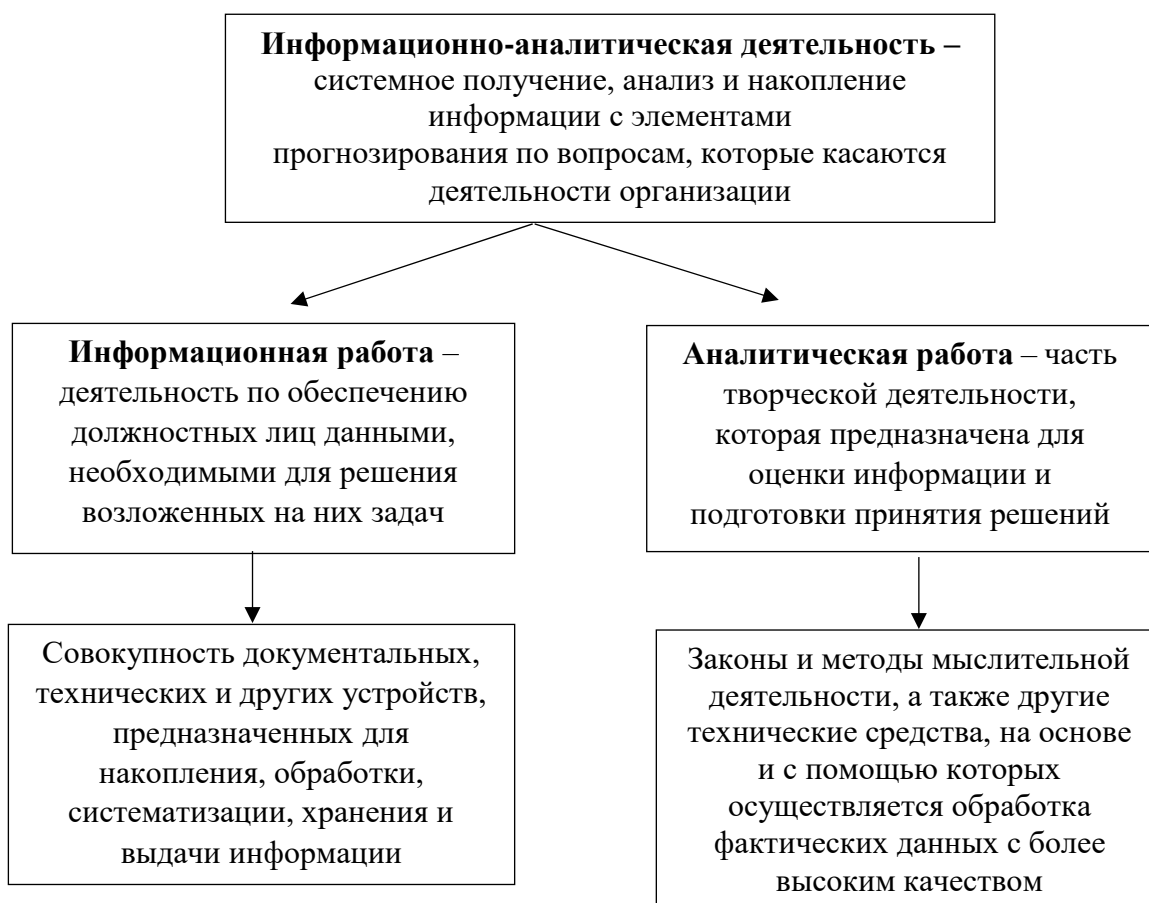 Информационно-аналитическая деятельность –
системное получение, анализ и накопление
информации с элементами
прогнозирования по вопросам, которые касаются
деятельности организации
Информационная работа –
деятельность по обеспечению
должностных лиц данными,
необходимыми для решения
возложенных на них задач
Аналитическая работа – часть
творческой деятельности,
которая предназначена для
оценки информации и
подготовки принятия решений
Совокупность документальных,
технических и других устройств,
предназначенных для
накопления, обработки,
систематизации, хранения и
выдачи информации
Законы и методы мыслительной
деятельности, а также другие
технические средства, на основе
и с помощью которых
осуществляется обработка
фактических данных с более
высоким качеством